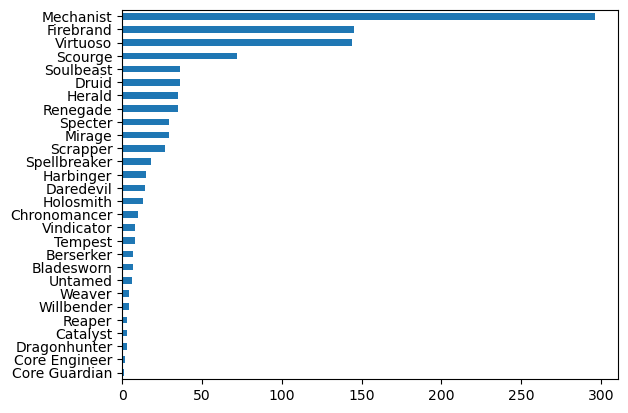 Mechanist
Firebrand
Virtuoso
Scourge
Soulbeast
Druid
Herald
Renegade
Specter
Mirage
Scrapper
Spellbreaker
Harbinger
Daredevil
Holosmith
Chronomancer
Vindicator
Tempest
Berserker
Bladesworn
Untamed
Weaver
Willbender
Reaper
Catalyst
Dragonhunter
Core Engineer
Core Guardian
0 50 100 150 200 250 300